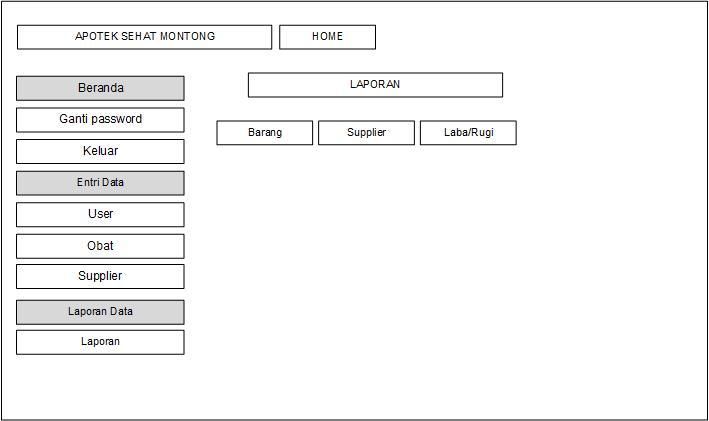 APOTEK SEHAT MONTONG
HOME
Beranda
Ganti password
Keluar
Entri Data
User
Obat
Supplier
Laporan Data
Laporan
LAPORAN
Barang
Supplier
Laba/Rugi